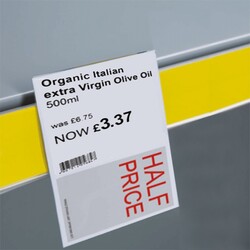 Organic Italian
extra Virgin Olive Oil
500ml
was £6.75
NOW £3.37
HALF
PRICE